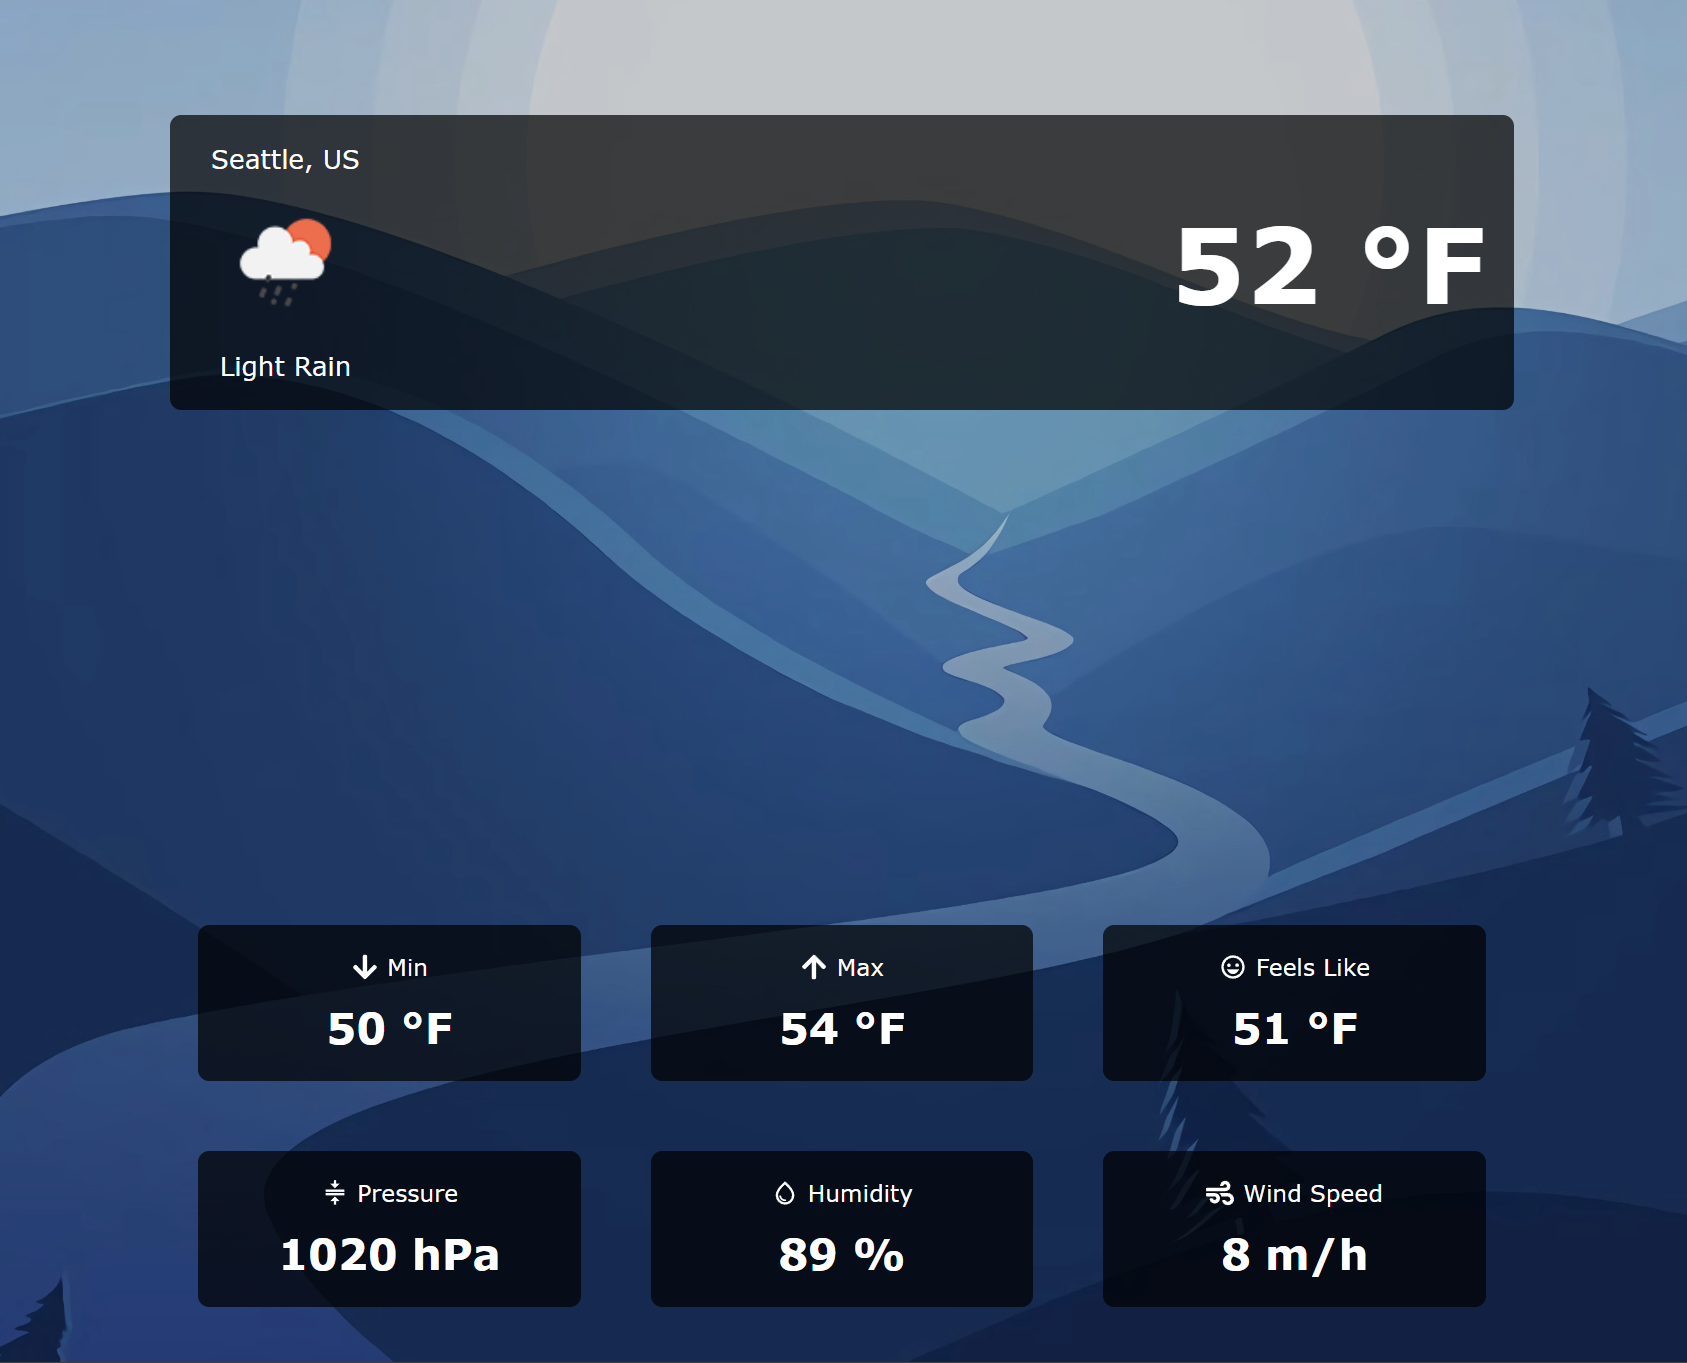 Seattle, US
52 °F
Light Rain
Min
50 °F
Max
54 °F
Feels Like
51 °F
Pressure
1020 hPa
Humidity
89 %
Wind Speed
8 m/h